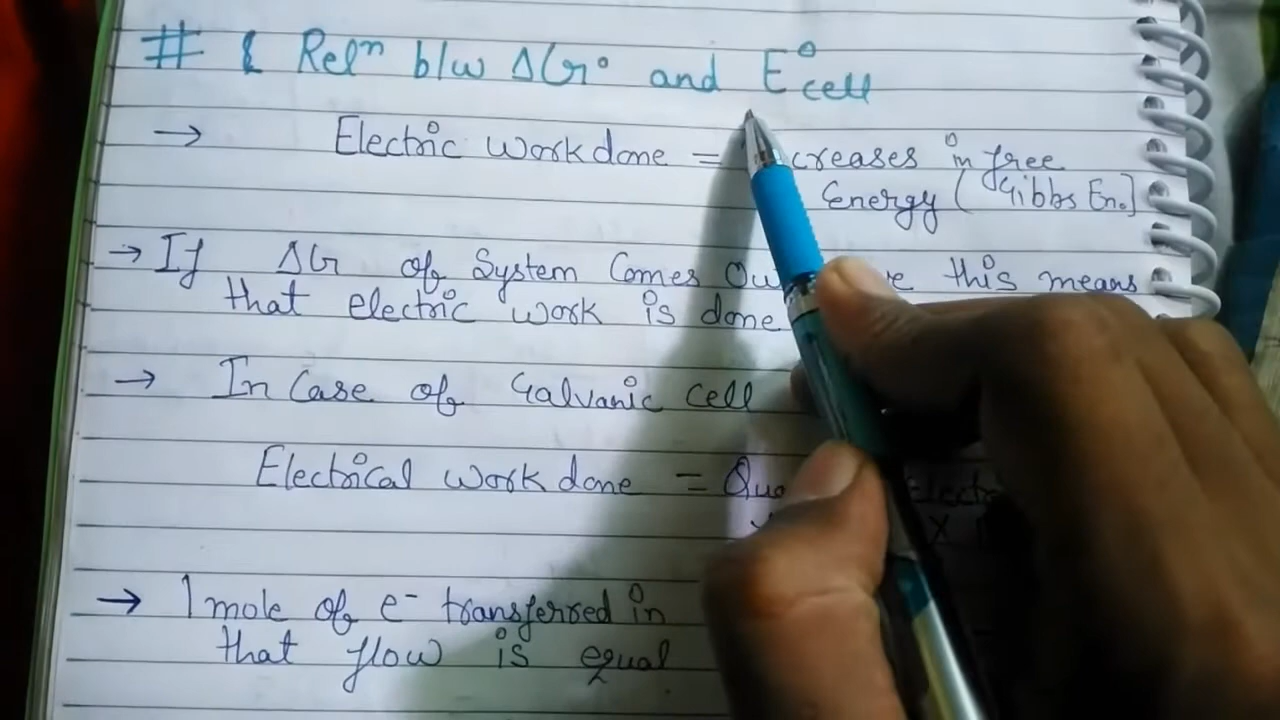 # & Relⁿ b/w ΔG° and E°cell
→ Electric Work done = creases in free
Energy (Gibbs En.]
→ If ΔG of System Comes this means
that electric work is done
→ In Case of Galvanic Cell
Electrical Work done =
→ 1 mole of e⁻ transferred in
that flow is equal